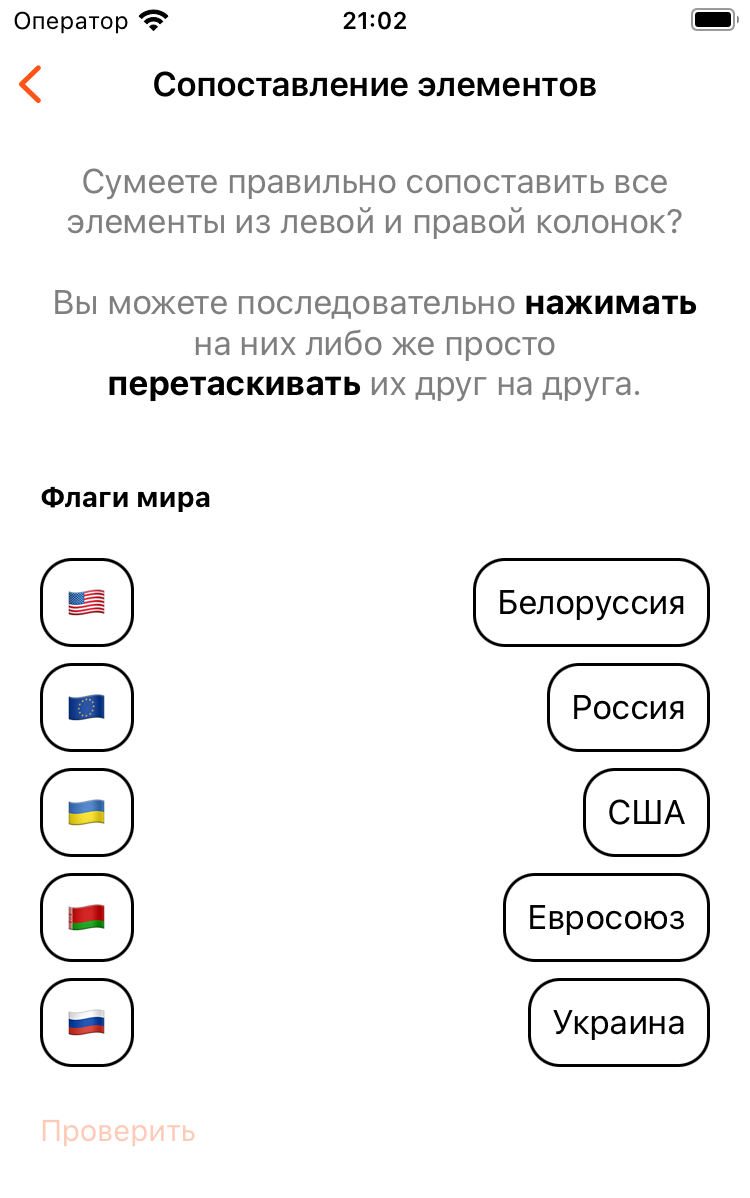 Оператор 21:02
Сопоставление элементов
Сумеете правильно сопоставить все
элементы из левой и правой колонок?
Вы можете последовательно нажимать
на них либо же просто
перетаскивать их друг на друга.
Флаги мира
Белоруссия
Россия
США
Евросоюз
Украина
Проверить